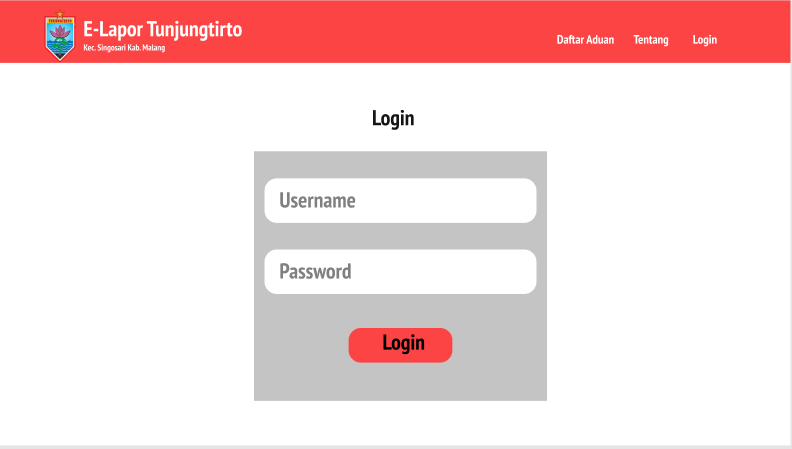 E-Lapor Tunjungtirto
Kec. Singosari Kab. Malang
Daftar Aduan Tentang Login
Login
Username
Password
Login